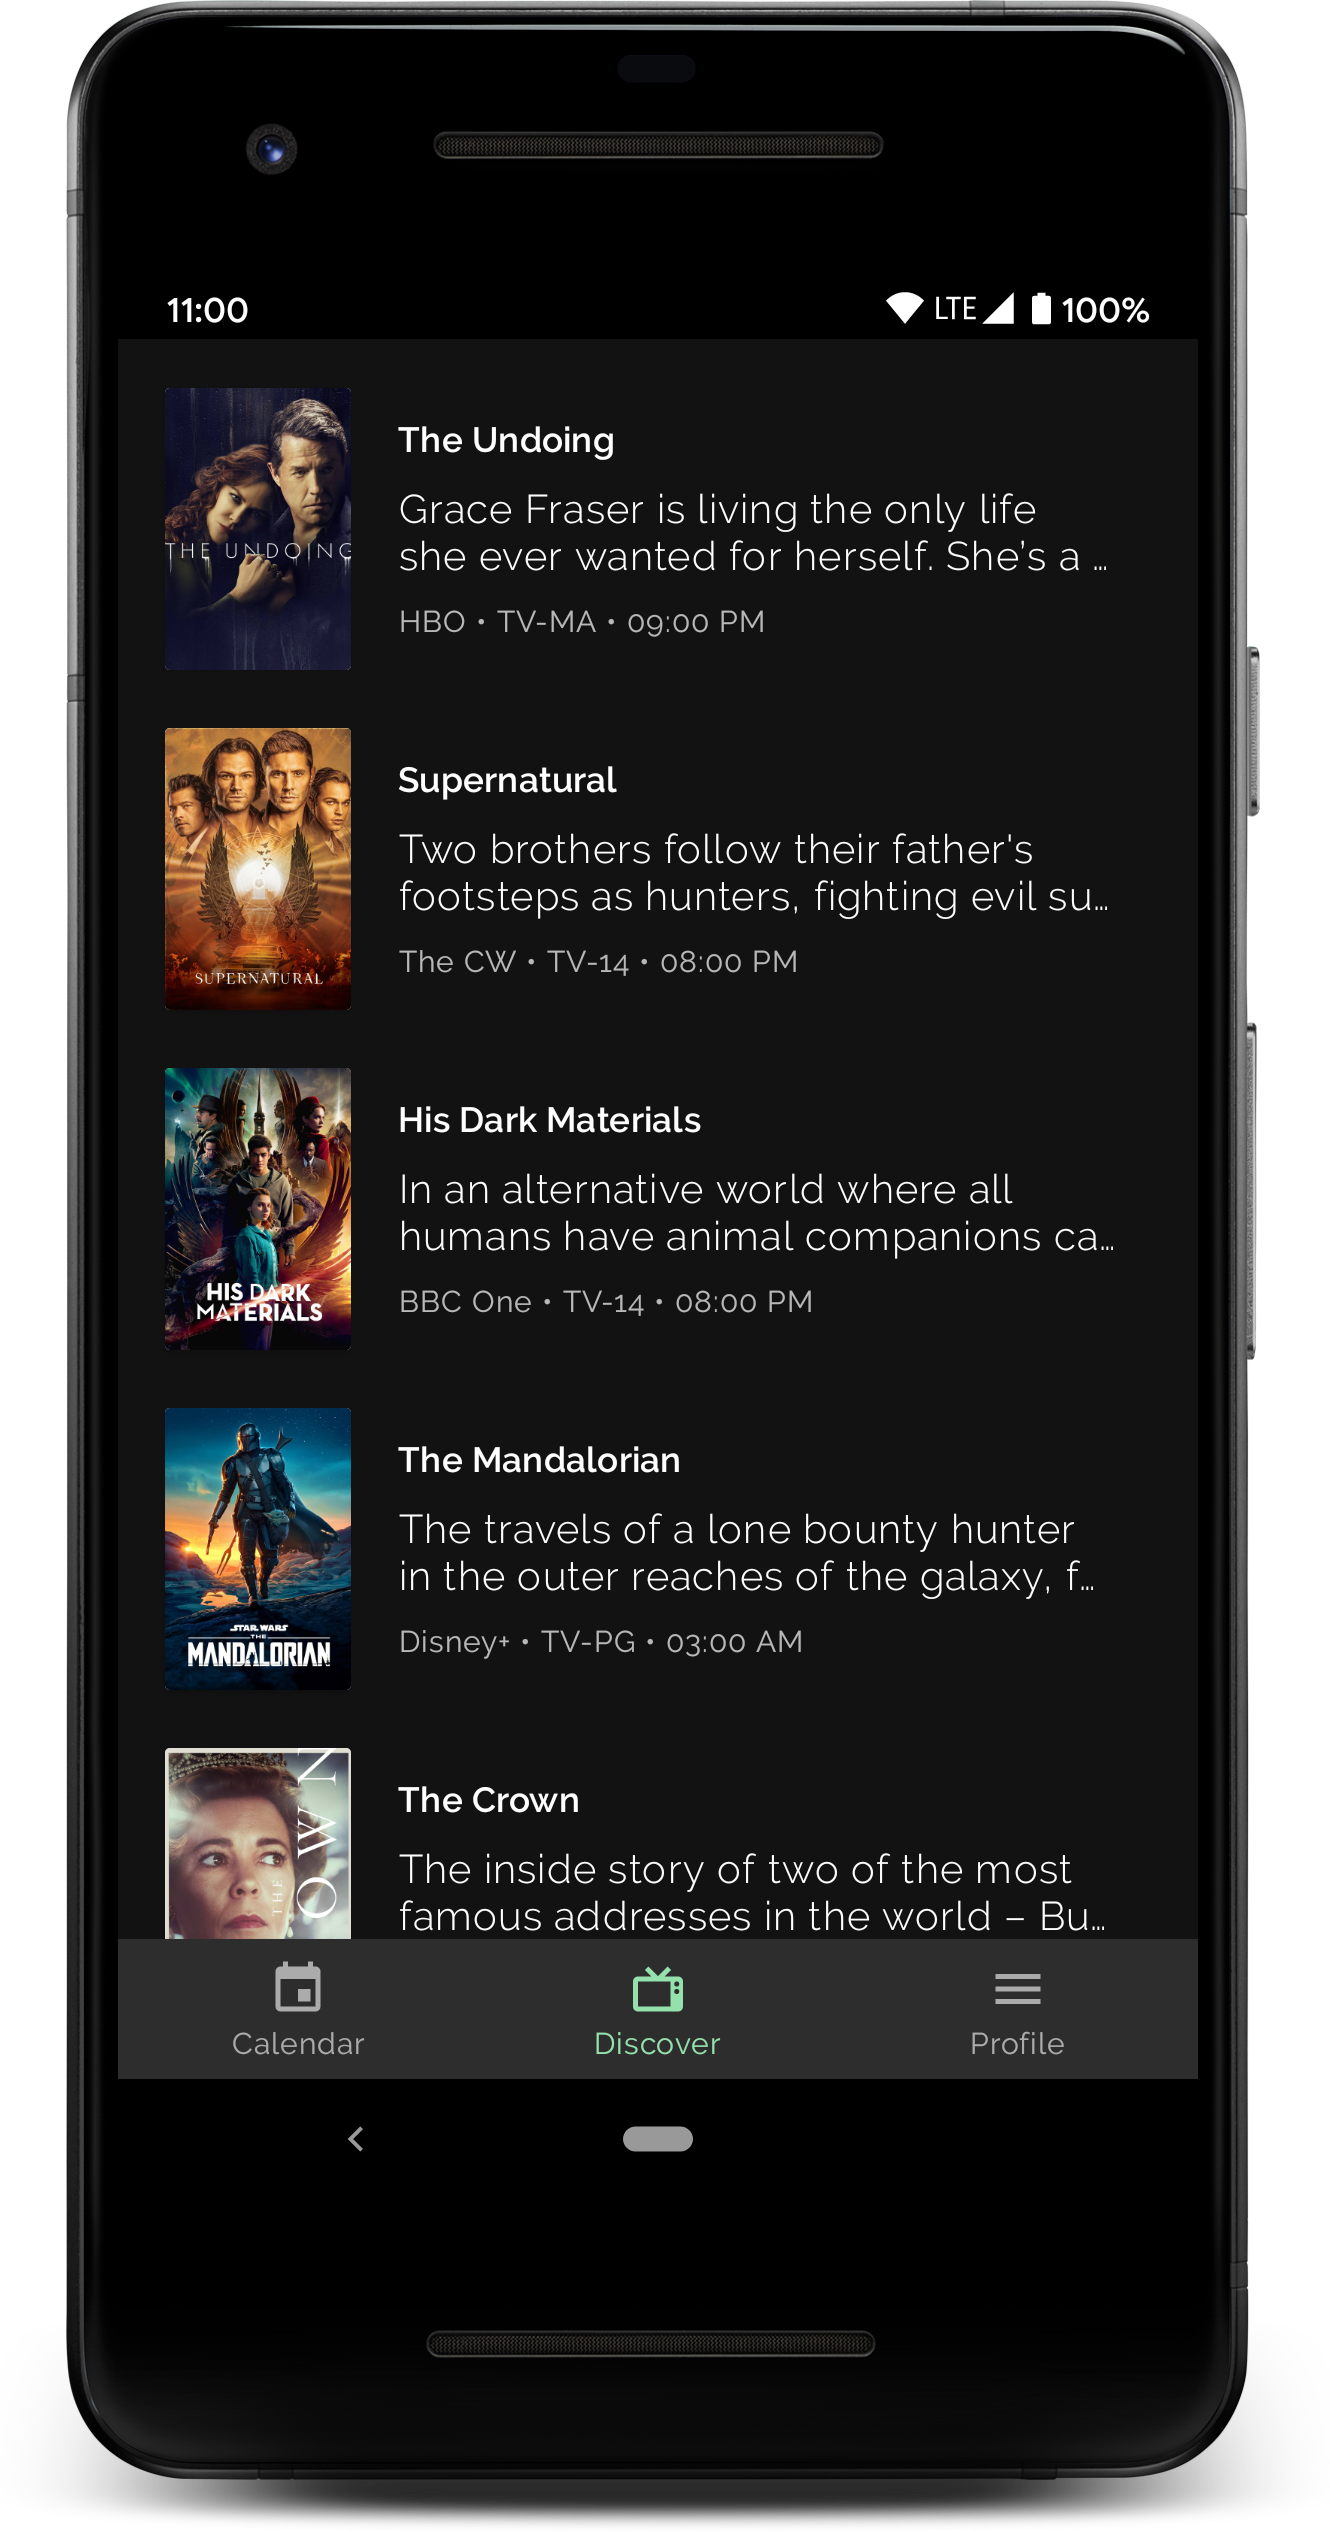 11:00 LTE 100%
THE UNDOING
The Undoing
Grace Fraser is living the only life
she ever wanted for herself. She’s a ...
HBO • TV-MA • 09:00 PM
SUPERNATURAL
Supernatural
Two brothers follow their father's
footsteps as hunters, fighting evil su...
The CW • TV-14 • 08:00 PM
HIS DARK
MATERIALS
His Dark Materials
In an alternative world where all
humans have animal companions ca...
BBC One • TV-14 • 08:00 PM
STAR WARS
THE
MANDALORIAN
The Mandalorian
The travels of a lone bounty hunter
in the outer reaches of the galaxy, f...
Disney+ • TV-PG • 03:00 AM
THE
OWN
The Crown
The inside story of two of the most
famous addresses in the world – Bu...
Calendar
Discover
Profile